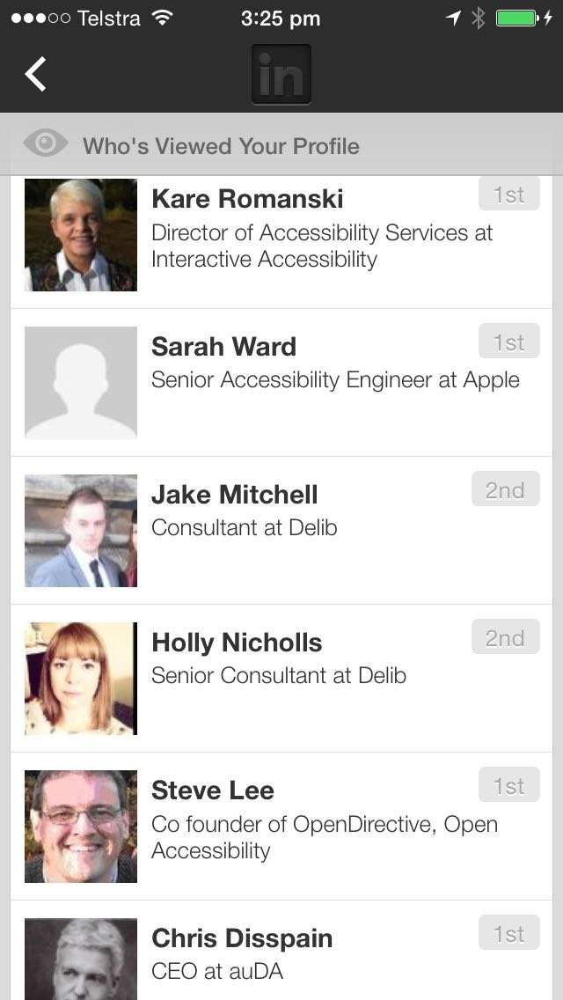 Telstra 3:25 pm
in
Who's Viewed Your Profile
Kare Romanski 1st
Director of Accessibility Services at
Interactive Accessibility
Sarah Ward 1st
Senior Accessibility Engineer at Apple
Jake Mitchell 2nd
Consultant at Delib
Holly Nicholls 2nd
Senior Consultant at Delib
Steve Lee 1st
Co founder of OpenDirective, Open
Accessibility
Chris Disspain 1st
CEO at auDA